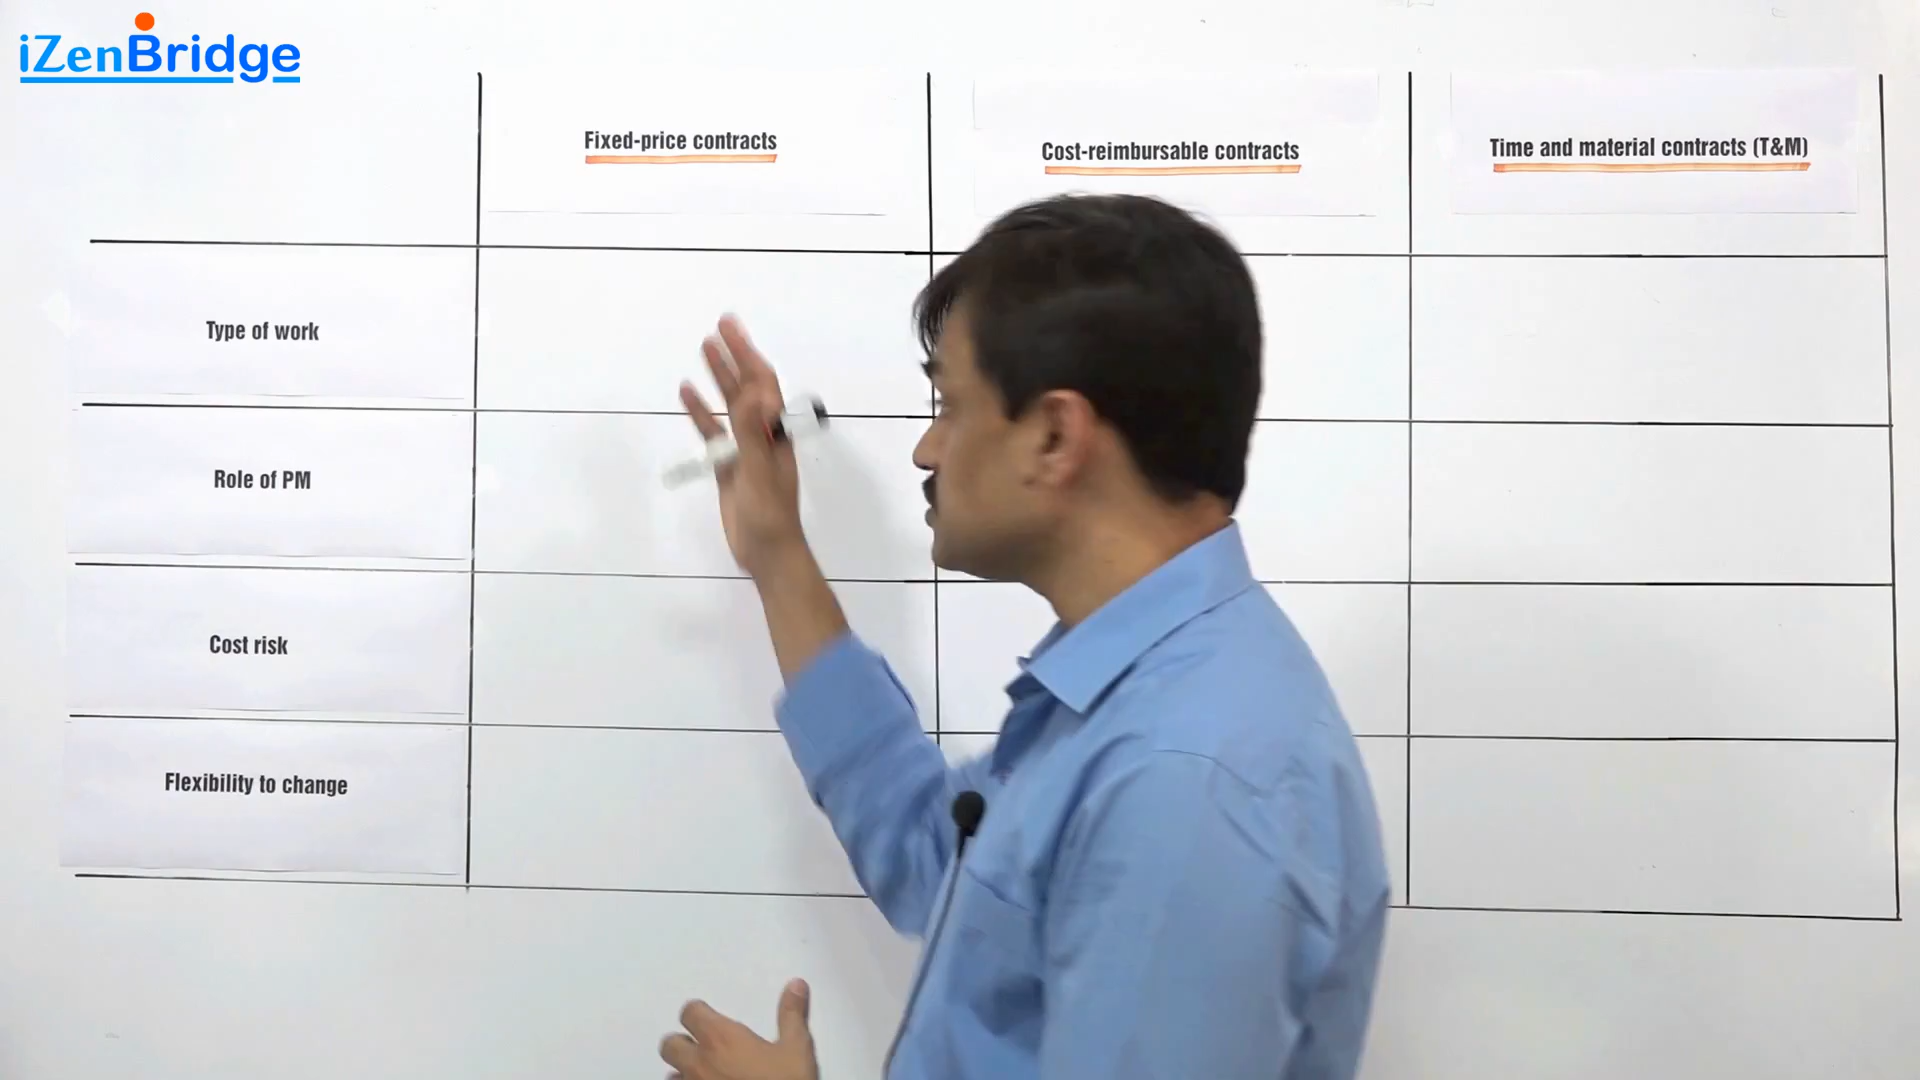 iZenBridge
Fixed-price contracts
Cost-reimbursable contracts
Time and material contracts (T&M)
Type of work
Role of PM
Cost risk
Flexibility to change